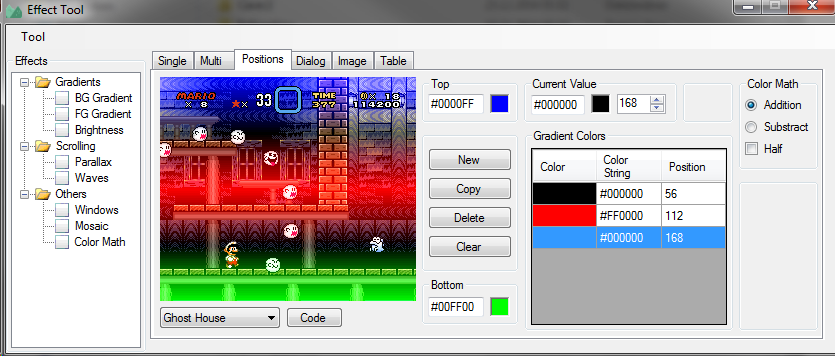 Effect Tool
Tool
Effects
Gradients
BG Gradient
FG Gradient
Brightness
Scrolling
Parallax
Waves
Others
Windows
Mosaic
Color Math
Single Multi Positions Dialog Image Table
MARIO TIME
× 8 ★× 33 377 × 18
114200
Ghost House
Code
Top
#0000FF
New
Copy
Delete
Clear
Bottom
#00FF00
Current Value
#000000 168
Gradient Colors
Color Color String Position
#000000 56
#FF0000 112
#000000 168
Color Math
Addition
Substract
Half